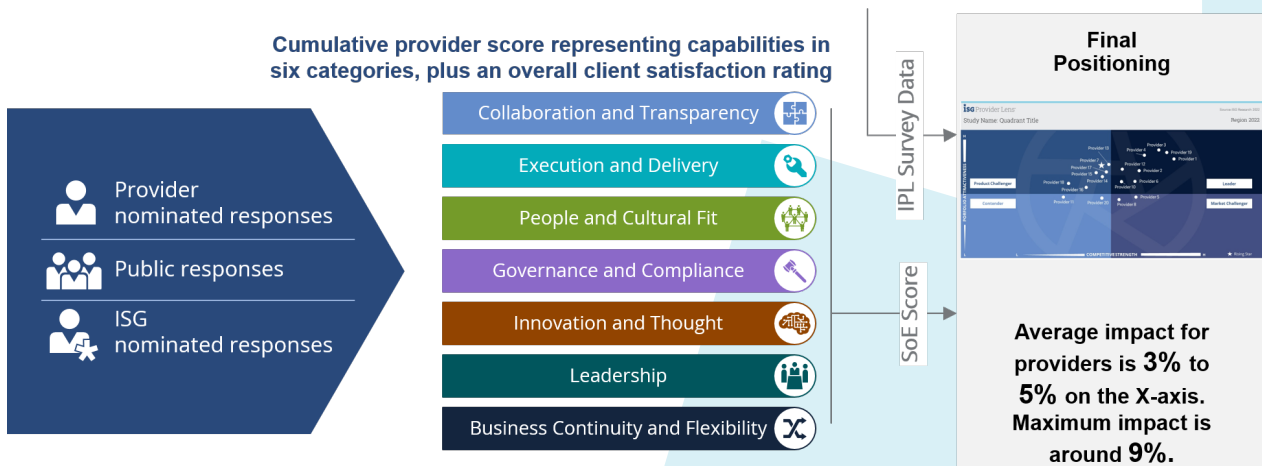 Cumulative provider score representing capabilities in
six categories, plus an overall client satisfaction rating
Provider
nominated responses
Public responses
ISG
nominated responses
Collaboration and Transparency
Execution and Delivery
People and Cultural Fit
Governance and Compliance
Innovation and Thought
Leadership
Business Continuity and Flexibility
IPL Survey Data
SoE Score
Final
Positioning
ISG Provider Lens
Study Name: Quadrant Title
Region 2022
Product Challenger
Leader
Contender
Market Challenger
COMPETITIVE STRENGTH
Rising Star
Average impact for
providers is 3% to
5% on the X-axis.
Maximum impact is
around 9%.